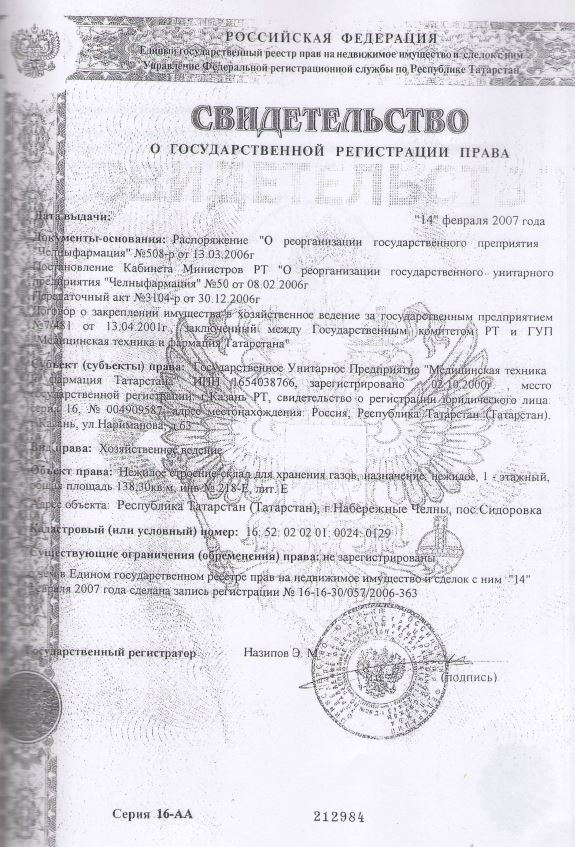 РОССИЙСКАЯ ФЕДЕРАЦИЯ
Единый государственный реестр прав на недвижимое имущество и сделок с ним
Управление Федеральной регистрационной службы по Республике Татарстан
СВИДЕТЕЛЬСТВО
О ГОСУДАРСТВЕННОЙ РЕГИСТРАЦИИ ПРАВА
Дата выдачи: "14" февраля 2007 года
Документы-основания: Распоряжение "О реорганизации государственного преприятия
"Челныфармация" №508-р от 13.03.2006г
Постановление Кабинета Министров РТ "О реорганизации государственного унитарного
предприятия "Челныфармация" №50 от 08.02.2006г
Передаточный акт №3104-р от 30.12.2006г
Договор о закреплении имущества в хозяйственное ведение за государственным предприятием
от 13.04.2001г, заключенный между Государственным комитетом РТ и ГУП
"Медицинская техника и фармация Татарстана"
Субъект (субъекты) права: Государственное Унитарное Предприятие "Медицинская техника
и фармация Татарстана", ИНН 1654038766, зарегистрировано 02.10.2000г, место
государственной регистрации: г.Казань РТ, свидетельство о регистрации юридического лица:
серия 16, № 004909587, адрес местонахождения: Россия, Республика Татарстан (Татарстан),
г.Казань, ул.Нариманова, д.63
Вид права: Хозяйственное ведение
Объект права: Нежилое строение-склад для хранения газов, назначение: нежилое, 1 - этажный,
общая площадь 138,30кв.м, инв.№ 218-Е, лит. Е
Адрес объекта: Республика Татарстан (Татарстан), г.Набережные Челны, пос.Сидоровка
Кадастровый (или условный) номер: 16: 52: 02 02 01: 0024: 0129
Существующие ограничения (обременения) права: не зарегистрированы
о чем в Едином государственном реестре прав на недвижимое имущество и сделок с ним "14"
февраля 2007 года сделана запись регистрации № 16-16-30/057/2006-363
Государственный регистратор Назипов Э. М.
(подпись)
Серия 16-АА 212984